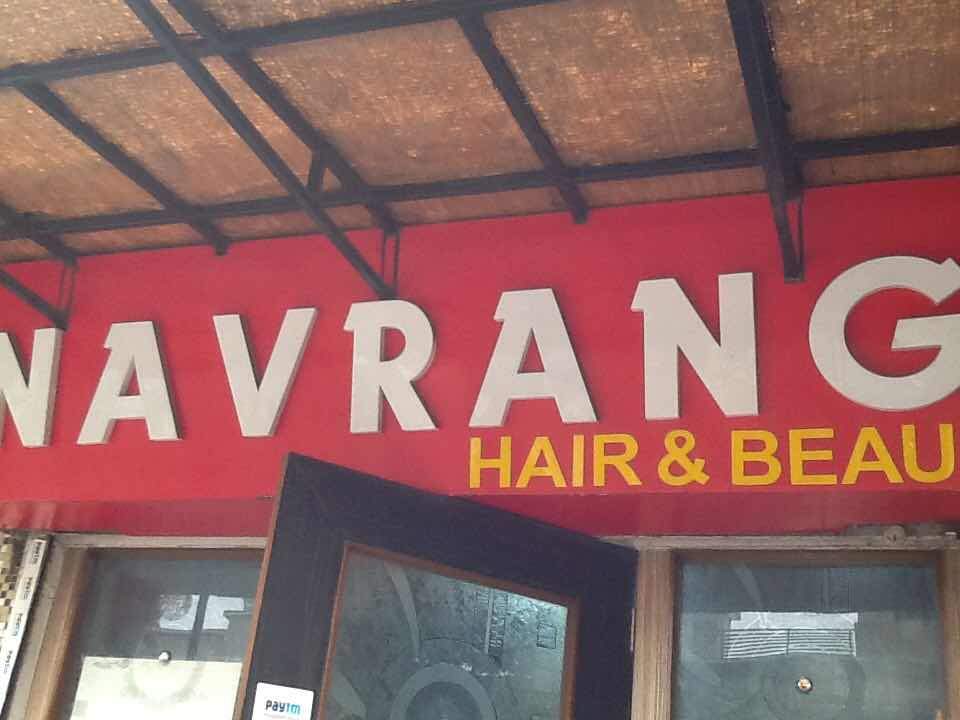 NAVRANG
HAIR & BEAU
paytm